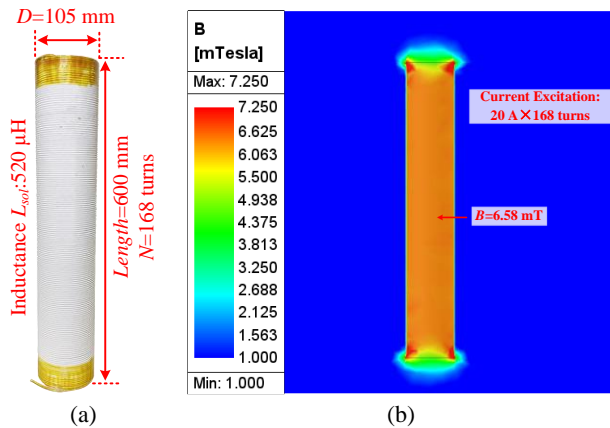 D=105 mm
Inductance Lsol:520 μH
Length=600 mm
N=168 turns
(a)
B
[mTesla]
Max: 7.250
7.250
6.625
6.063
5.500
4.938
4.375
3.813
3.250
2.688
2.125
1.563
1.000
Min: 1.000
Current Excitation:
20 A×168 turns
B=6.58 mT
(b)